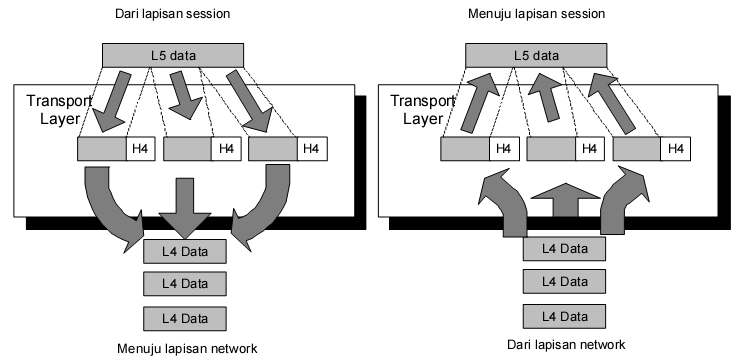 Dari lapisan session
L5 data
Transport
Layer
H4
H4
H4
L4 Data
L4 Data
L4 Data
Menuju lapisan network
Menuju lapisan session
L5 data
Transport
Layer
H4
H4
H4
L4 Data
L4 Data
L4 Data
Dari lapisan network